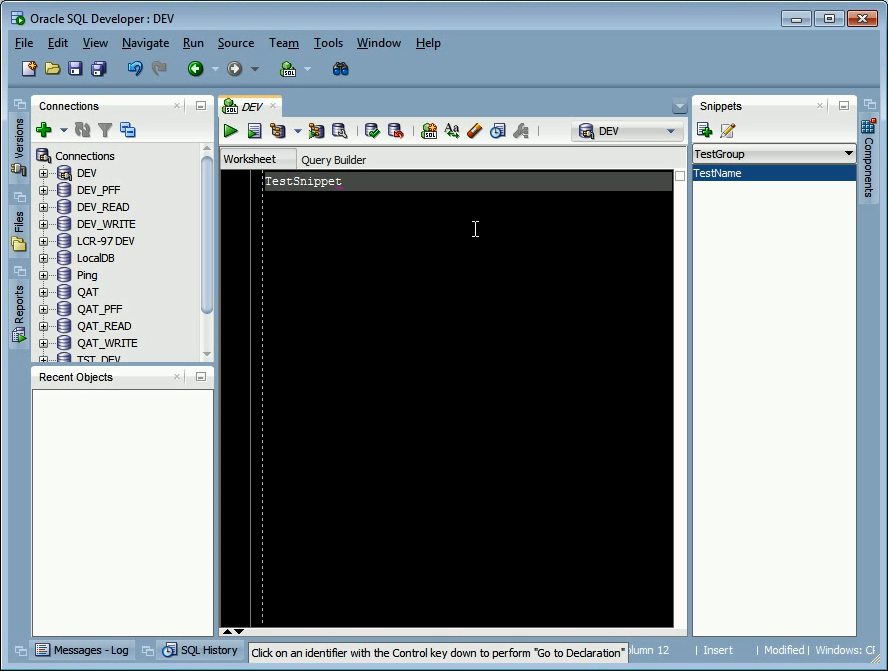 Oracle SQL Developer : DEV
File Edit View Navigate Run Source Team Tools Window Help
Connections
DEV
Snippets
Versions
Files
Reports
Components
DEV
Worksheet
Query Builder
TestGroup
TestName
Connections
DEV
DEV_PFF
DEV_READ
DEV_WRITE
LCR-97 DEV
LocalDB
Ping
QAT
QAT_PFF
QAT_READ
QAT_WRITE
TST_DEV
TestSnippet
Recent Objects
Messages - Log
SQL History
Click on an identifier with the Control key down to perform "Go to Declaration"
lumn 12
Insert
Modified
Windows: CF